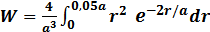 W = 4/a³ ∫₀^0,05a r² e^−2r/a dr